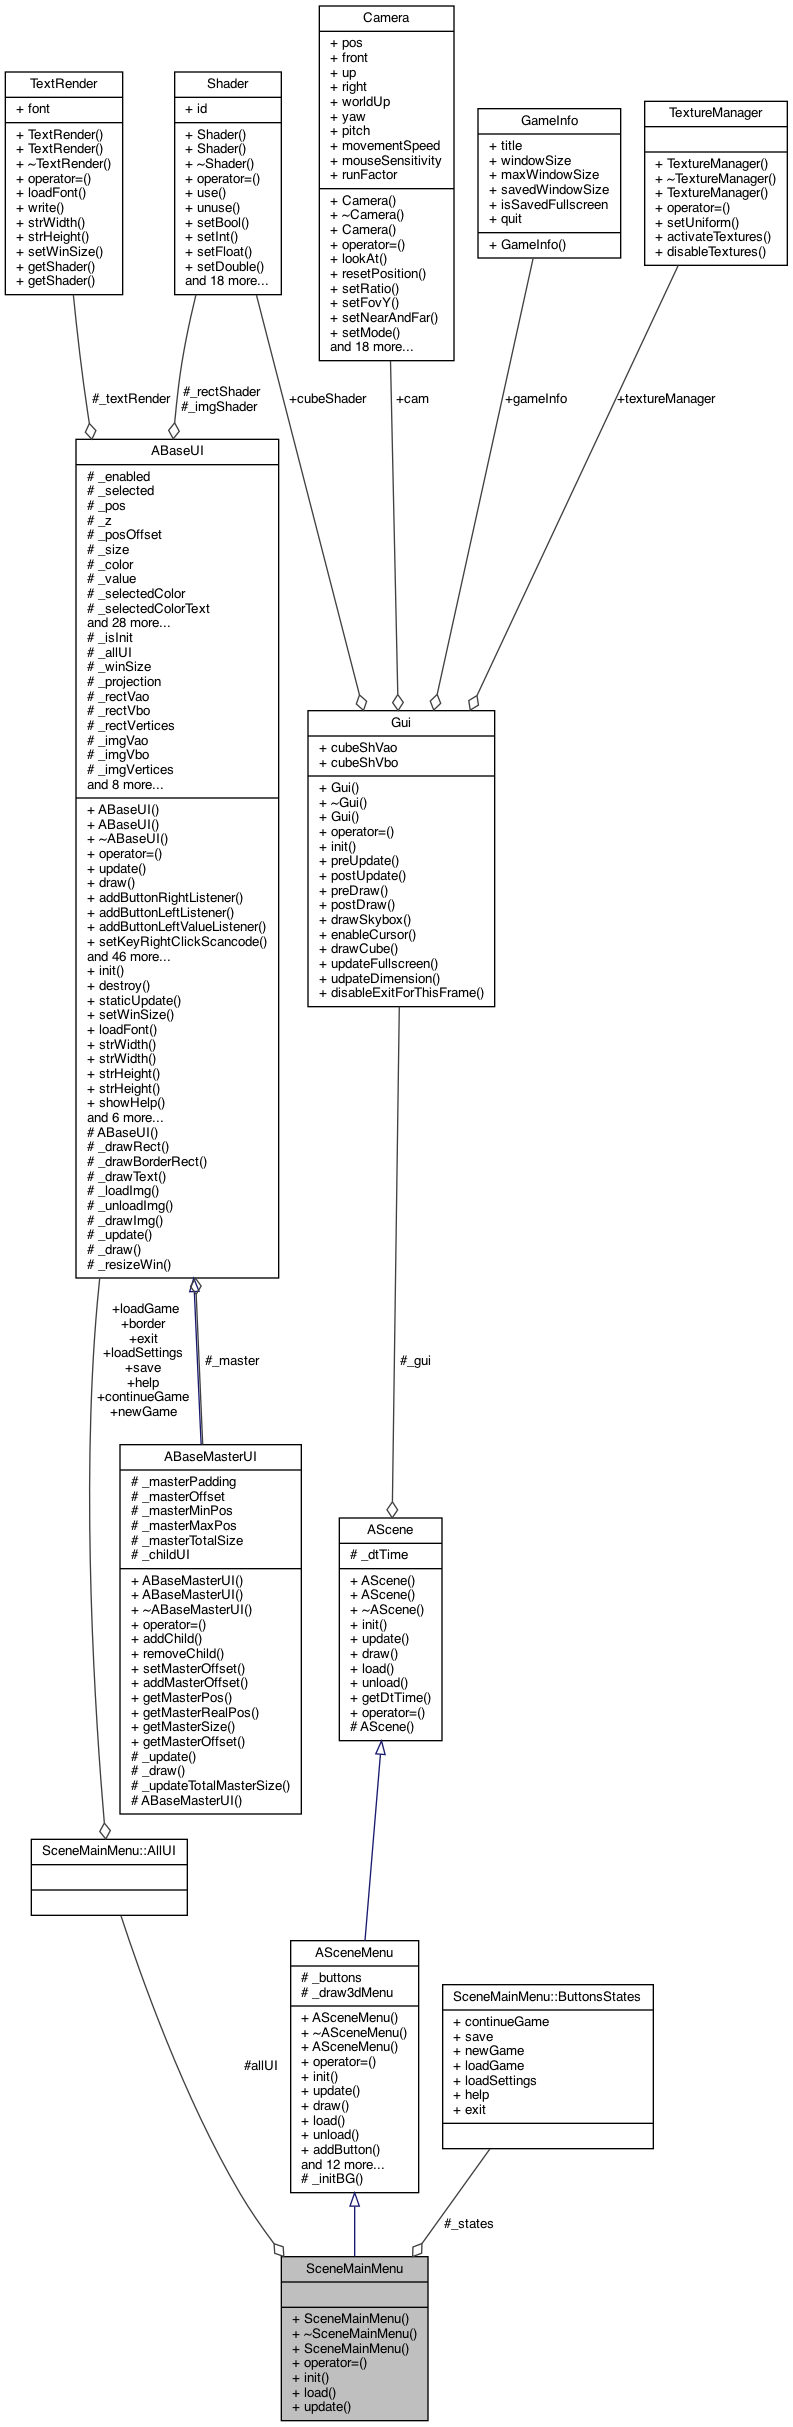 Camera
+ pos
+ front
+ up
+ right
+ worldUp
+ yaw
+ pitch
+ movementSpeed
+ mouseSensitivity
+ runFactor
+ Camera()
+ ~Camera()
+ Camera()
+ operator=()
+ lookAt()
+ resetPosition()
+ setRatio()
+ setFovY()
+ setNearAndFar()
+ setMode()
and 18 more...
TextRender
+ font
+ TextRender()
+ TextRender()
+ ~TextRender()
+ operator=()
+ loadFont()
+ write()
+ strWidth()
+ strHeight()
+ setWinSize()
+ getShader()
+ getShader()
Shader
+ id
+ Shader()
+ Shader()
+ ~Shader()
+ operator=()
+ use()
+ unuse()
+ setBool()
+ setInt()
+ setFloat()
+ setDouble()
and 18 more...
GameInfo
+ title
+ windowSize
+ maxWindowSize
+ savedWindowSize
+ isSavedFullscreen
+ quit
+ GameInfo()
TextureManager
+ TextureManager()
+ ~TextureManager()
+ TextureManager()
+ operator=()
+ setUniform()
+ activateTextures()
+ disableTextures()
#_textRender
#_rectShader
#_imgShader
+cubeShader
+cam
+gameInfo
+textureManager
ABaseUI
# _enabled
# _selected
# _pos
# _z
# _posOffset
# _size
# _color
# _value
# _selectedColor
# _selectedColorText
and 28 more...
# _isInit
# _allUI
# _winSize
# _projection
# _rectVao
# _rectVbo
# _rectVertices
# _imgVao
# _imgVbo
# _imgVertices
and 8 more...
+ ABaseUI()
+ ABaseUI()
+ ~ABaseUI()
+ operator=()
+ update()
+ draw()
+ addButtonRightListener()
+ addButtonLeftListener()
+ addButtonLeftValueListener()
+ setKeyRightClickScancode()
and 46 more...
+ init()
+ destroy()
+ staticUpdate()
+ setWinSize()
+ loadFont()
+ strWidth()
+ strWidth()
+ strHeight()
+ strHeight()
+ showHelp()
and 6 more...
# ABaseUI()
# _drawRect()
# _drawBorderRect()
# _drawText()
# _loadImg()
# _unloadImg()
# _drawImg()
# _update()
# _draw()
# _resizeWin()
Gui
+ cubeShVao
+ cubeShVbo
+ Gui()
+ ~Gui()
+ Gui()
+ operator=()
+ init()
+ preUpdate()
+ postUpdate()
+ preDraw()
+ postDraw()
+ drawSkybox()
+ enableCursor()
+ drawCube()
+ updateFullscreen()
+ udpateDimension()
+ disableExitForThisFrame()
+loadGame
+border
+exit
+loadSettings
+save
+help
+continueGame
+newGame
#_master
#_gui
ABaseMasterUI
# _masterPadding
# _masterOffset
# _masterMinPos
# _masterMaxPos
# _masterTotalSize
# _childUI
+ ABaseMasterUI()
+ ABaseMasterUI()
+ ~ABaseMasterUI()
+ operator=()
+ addChild()
+ removeChild()
+ setMasterOffset()
+ addMasterOffset()
+ getMasterPos()
+ getMasterRealPos()
+ getMasterSize()
+ getMasterOffset()
# _update()
# _draw()
# _updateTotalMasterSize()
# ABaseMasterUI()
AScene
# _dtTime
+ AScene()
+ AScene()
+ ~AScene()
+ init()
+ update()
+ draw()
+ load()
+ unload()
+ getDtTime()
+ operator=()
# AScene()
SceneMainMenu::AllUI
ASceneMenu
# _buttons
# _draw3dMenu
+ ASceneMenu()
+ ~ASceneMenu()
+ ASceneMenu()
+ operator=()
+ init()
+ update()
+ draw()
+ load()
+ unload()
+ addButton()
and 12 more...
# _initBG()
SceneMainMenu::ButtonsStates
+ continueGame
+ save
+ newGame
+ loadGame
+ loadSettings
+ help
+ exit
#allUI
#_states
SceneMainMenu
+ SceneMainMenu()
+ ~SceneMainMenu()
+ SceneMainMenu()
+ operator=()
+ init()
+ load()
+ update()